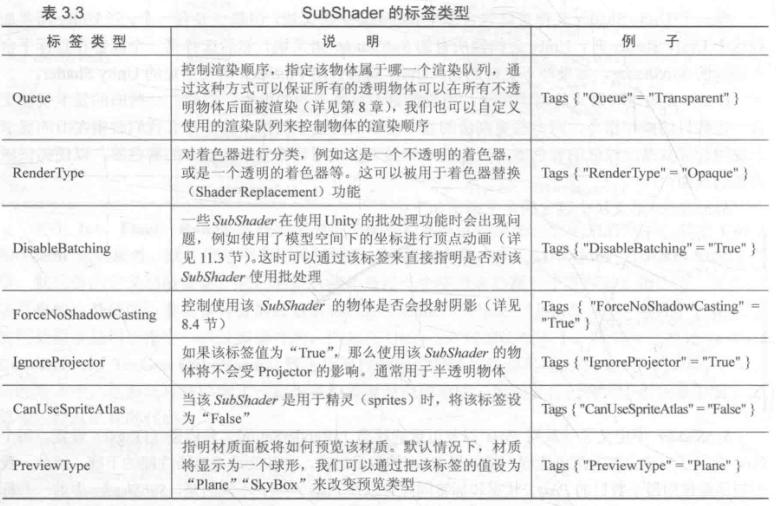 表 3.3 SubShader 的标签类型
标 签 类 型 说 明 例 子
Queue 控制渲染顺序，指定该物体属于哪一个渲染队列，通
过这种方式可以保证所有的透明物体可以在所有不透
明物体后面被渲染（详见第 8 章），我们也可以自定义
使用的渲染队列来控制物体的渲染顺序
Tags { "Queue" = "Transparent" }
RenderType 对着色器进行分类，例如这是一个不透明的着色器，
或是一个透明的着色器等。这可以被用于着色器替换
（Shader Replacement）功能
Tags { "RenderType" = "Opaque" }
DisableBatching 一些 SubShader 在使用 Unity 的批处理功能时会出现问
题，例如使用了模型空间下的坐标进行顶点动画（详
见 11.3 节）。这时可以通过该标签来直接指明是否对该
SubShader 使用批处理
Tags { "DisableBatching" = "True" }
ForceNoShadowCasting 控制使用该 SubShader 的物体是否会投射阴影（详见
8.4 节）
Tags { "ForceNoShadowCasting" =
"True" }
IgnoreProjector 如果该标签值为“True”，那么使用该 SubShader 的物
体将不会受 Projector 的影响。通常用于半透明物体
Tags { "IgnoreProjector" = "True" }
CanUseSpriteAtlas 当该 SubShader 是用于精灵（sprites）时，将该标签设
为“False”
Tags { "CanUseSpriteAtlas" = "False" }
PreviewType 指明材质面板将如何预览该材质。默认情况下，材质
将显示为一个球形，我们可以通过把该标签的值设为
“Plane”“SkyBox”来改变预览类型
Tags { "PreviewType" = "Plane" }